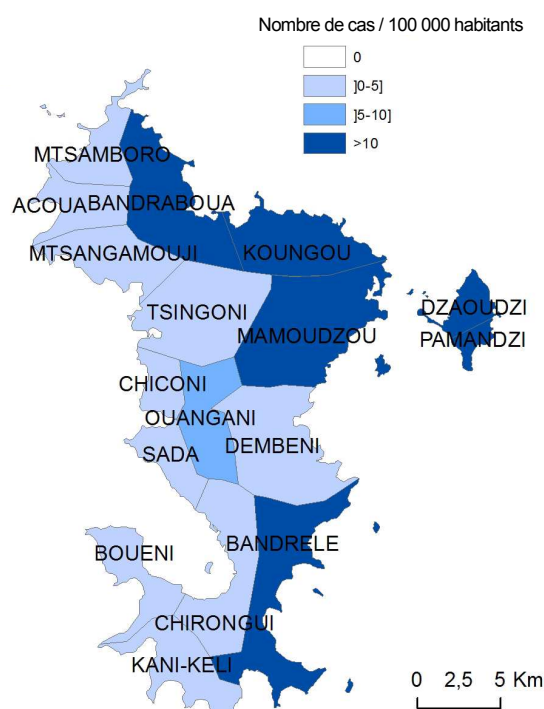 Nombre de cas / 100 000 habitants
0
]0-5]
]5-10]
>10
MTSAMBORO
ACOUA
BANDRABOUA
MTSANGAMOUJI
KOUNGOU
TSINGONI
DZAOUDZI
MAMOUDZOU
PAMANDZI
CHICONI
OUANGANI
SADA
DEMBENI
BOUENI
BANDRELE
CHIRONGUI
KANI-KELI
0 2,5 5 Km